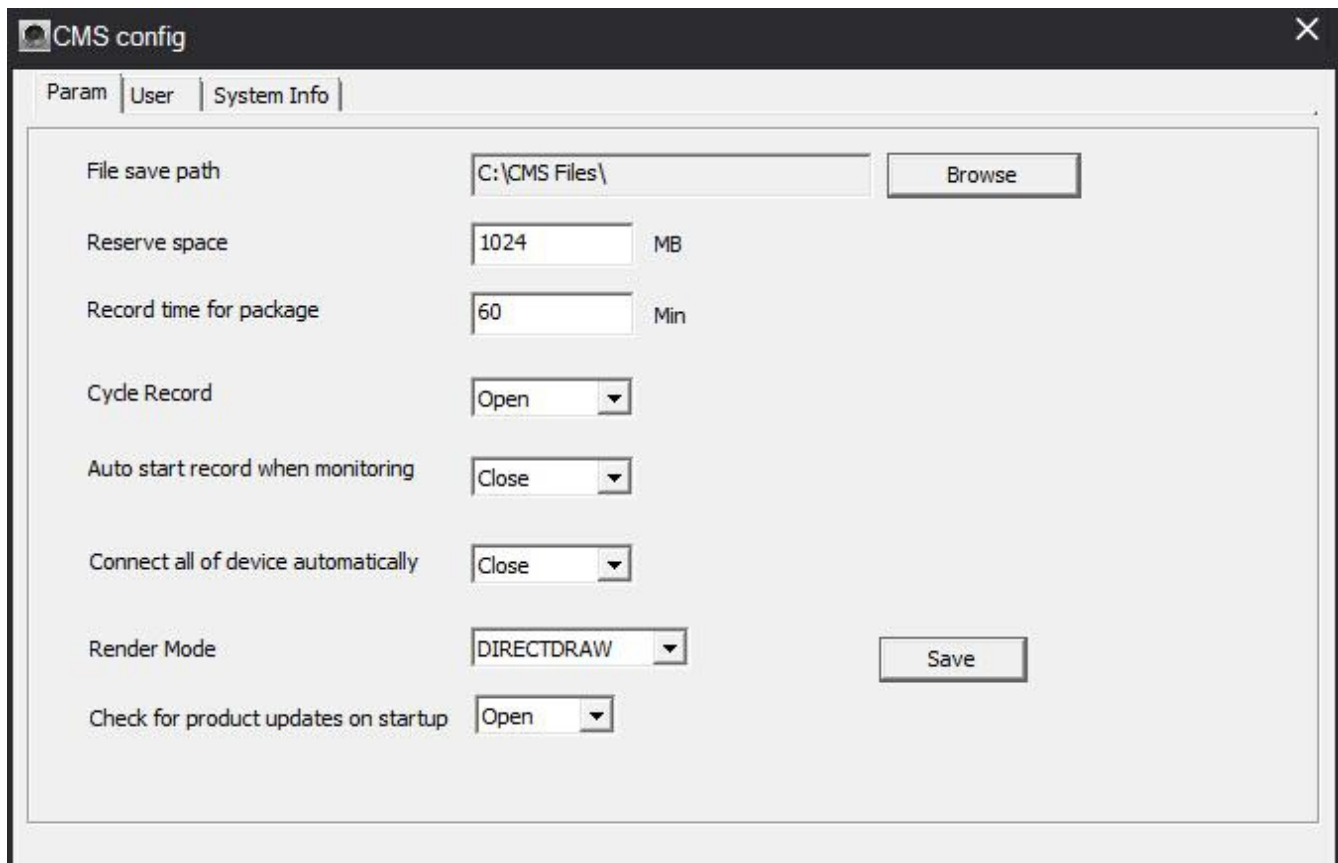 CMS config
Param User System Info
File save path C:\CMS Files\ Browse
Reserve space 1024 MB
Record time for package 60 Min
Cycle Record Open
Auto start record when monitoring Close
Connect all of device automatically Close
Render Mode DIRECTDRAW Save
Check for product updates on startup Open